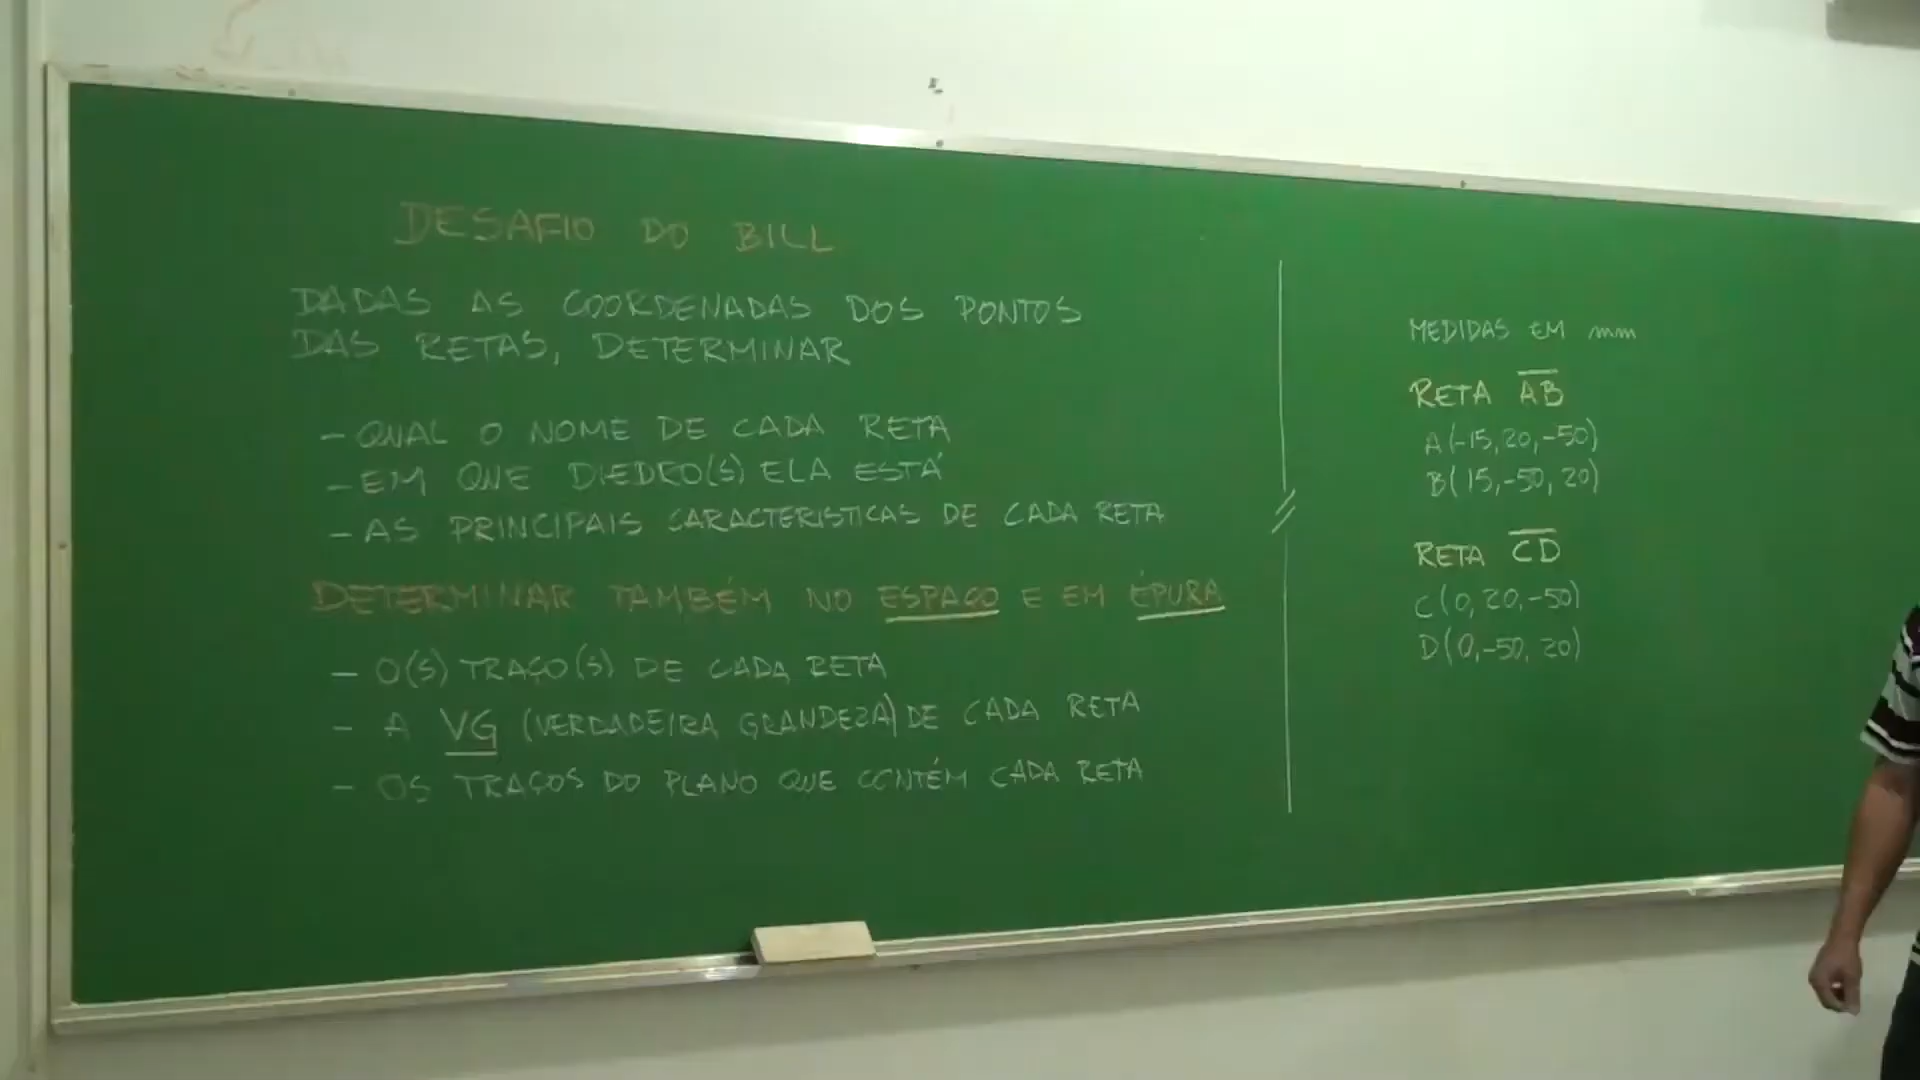 DESAFIO DO BILL
DADAS AS COORDENADAS DOS PONTOS
DAS RETAS, DETERMINAR
- QUAL O NOME DE CADA RETA
- EM QUE DIEDRO(S) ELA ESTÁ
- AS PRINCIPAIS CARACTERISTICAS DE CADA RETA
DETERMINAR TAMBÉM NO ESPAÇO E EM ÉPURA
- O(S) TRAÇO(S) DE CADA RETA
- A VG (VERDADEIRA GRANDEZA) DE CADA RETA
- OS TRAÇOS DO PLANO QUE CONTÉM CADA RETA
MEDIDAS EM mm
RETA A̅B̅
A(-15,20,-50)
B(15,-50,20)
RETA C̅D̅
C(0,20,-50)
D(0,-50,20)